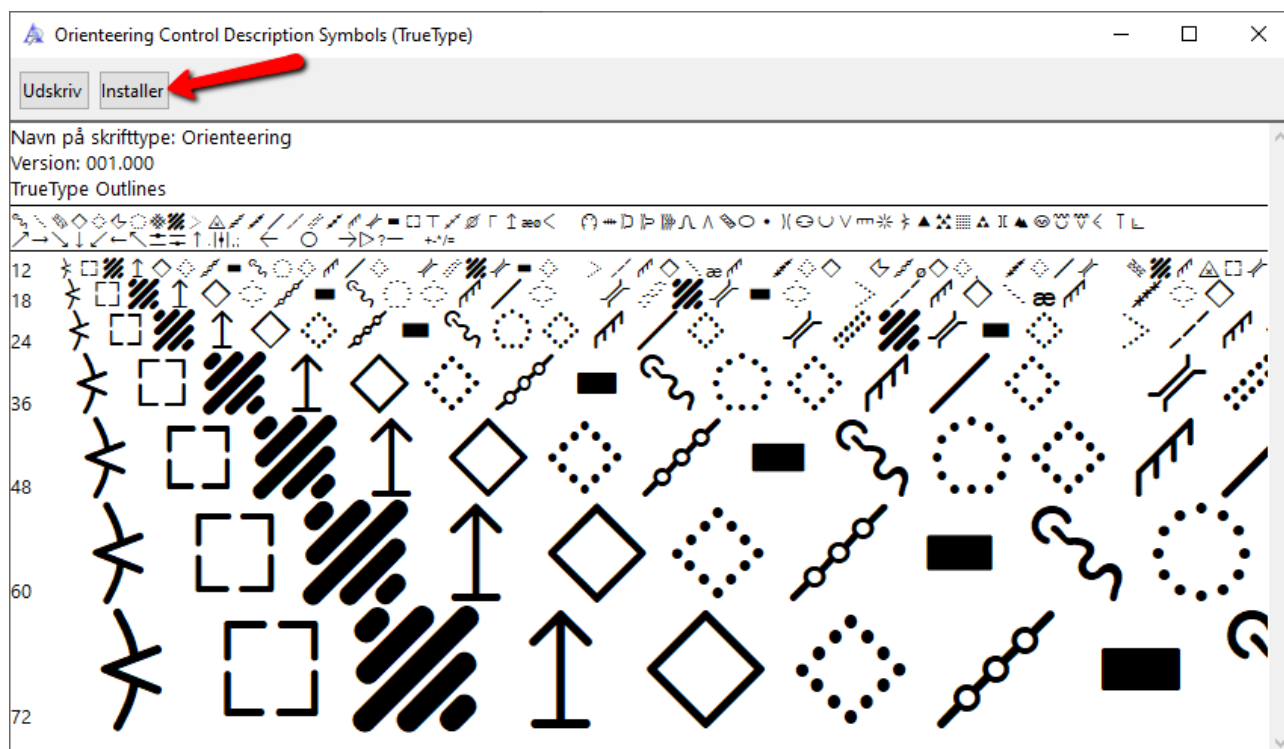 Orienteering Control Description Symbols (TrueType)
Udskriv Installer
Navn på skrifttype: Orienteering
Version: 001.000
TrueType Outlines
12
18
24
36
48
60
72